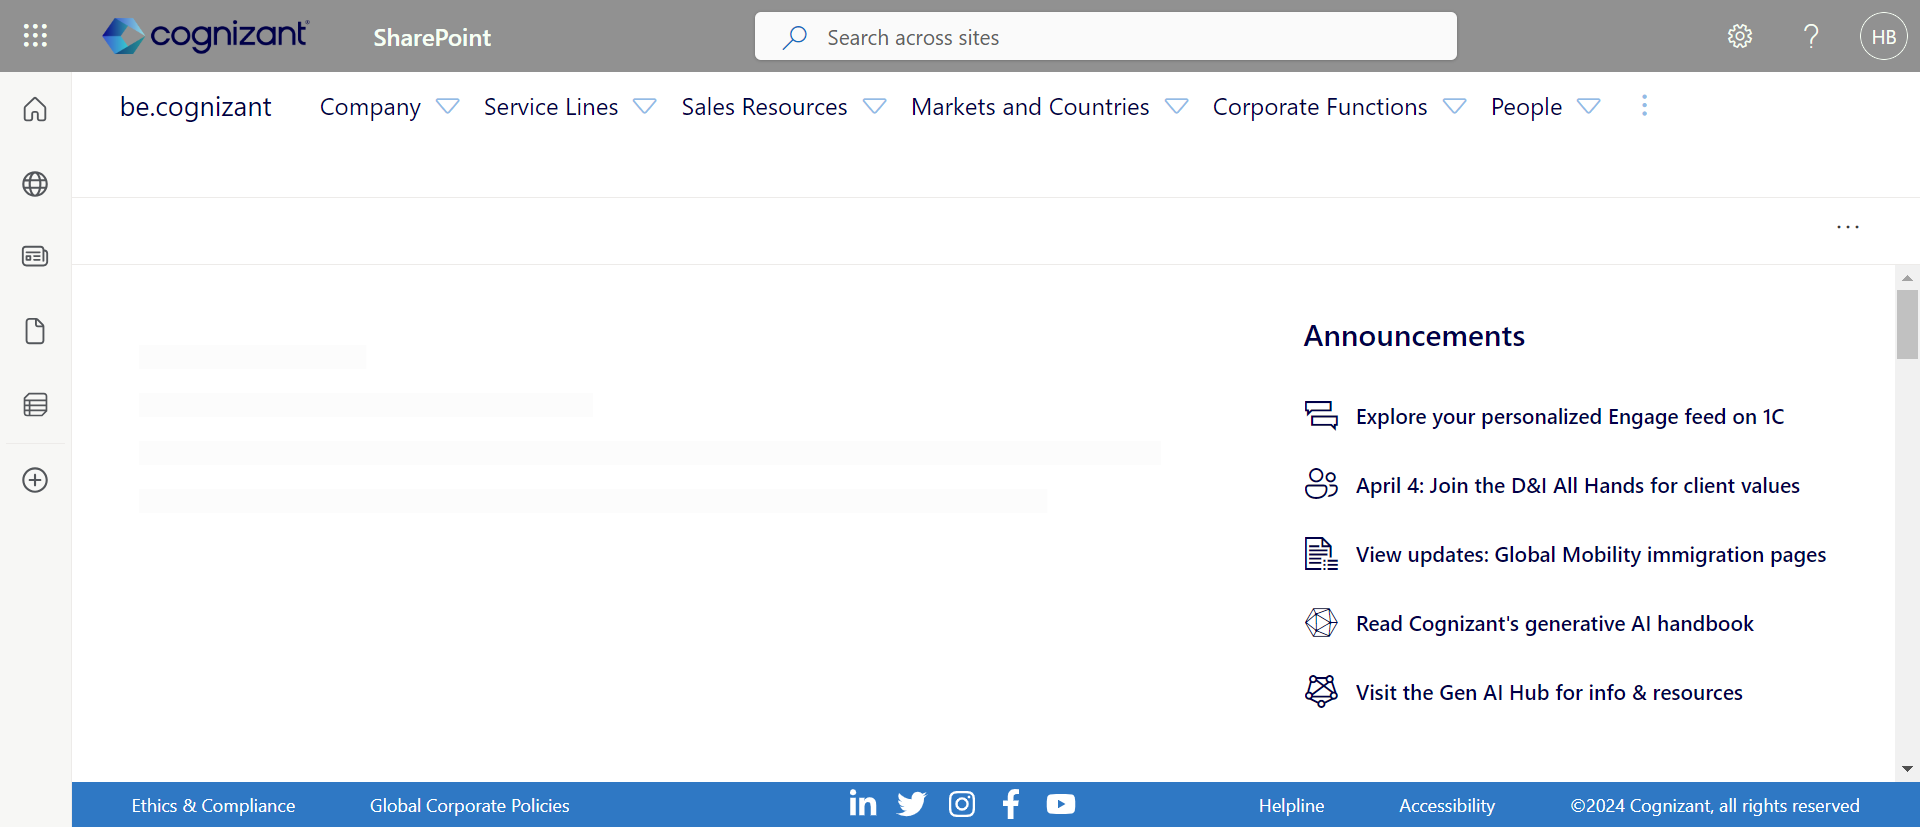 cognizant
SharePoint
Search across sites
HB
be.cognizant
Company
Service Lines
Sales Resources
Markets and Countries
Corporate Functions
People
Announcements
Explore your personalized Engage feed on 1C
April 4: Join the D&I All Hands for client values
View updates: Global Mobility immigration pages
Read Cognizant's generative AI handbook
Visit the Gen AI Hub for info & resources
Ethics & Compliance
Global Corporate Policies
Helpline
Accessibility
©2024 Cognizant, all rights reserved